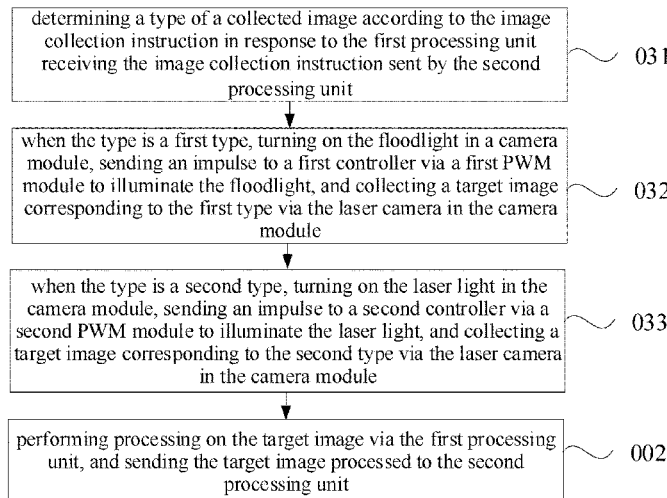 determining a type of a collected image according to the image
collection instruction in response to the first processing unit
receiving the image collection instruction sent by the second
processing unit
031
when the type is a first type, turning on the floodlight in a camera
module, sending an impulse to a first controller via a first PWM
module to illuminate the floodlight, and collecting a target image
corresponding to the first type via the laser camera in the camera
module
032
when the type is a second type, turning on the laser light in the
camera module, sending an impulse to a second controller via a
second PWM module to illuminate the laser light, and collecting a
target image corresponding to the second type via the laser camera
in the camera module
033
performing processing on the target image via the first processing
unit, and sending the target image processed to the second
processing unit
002